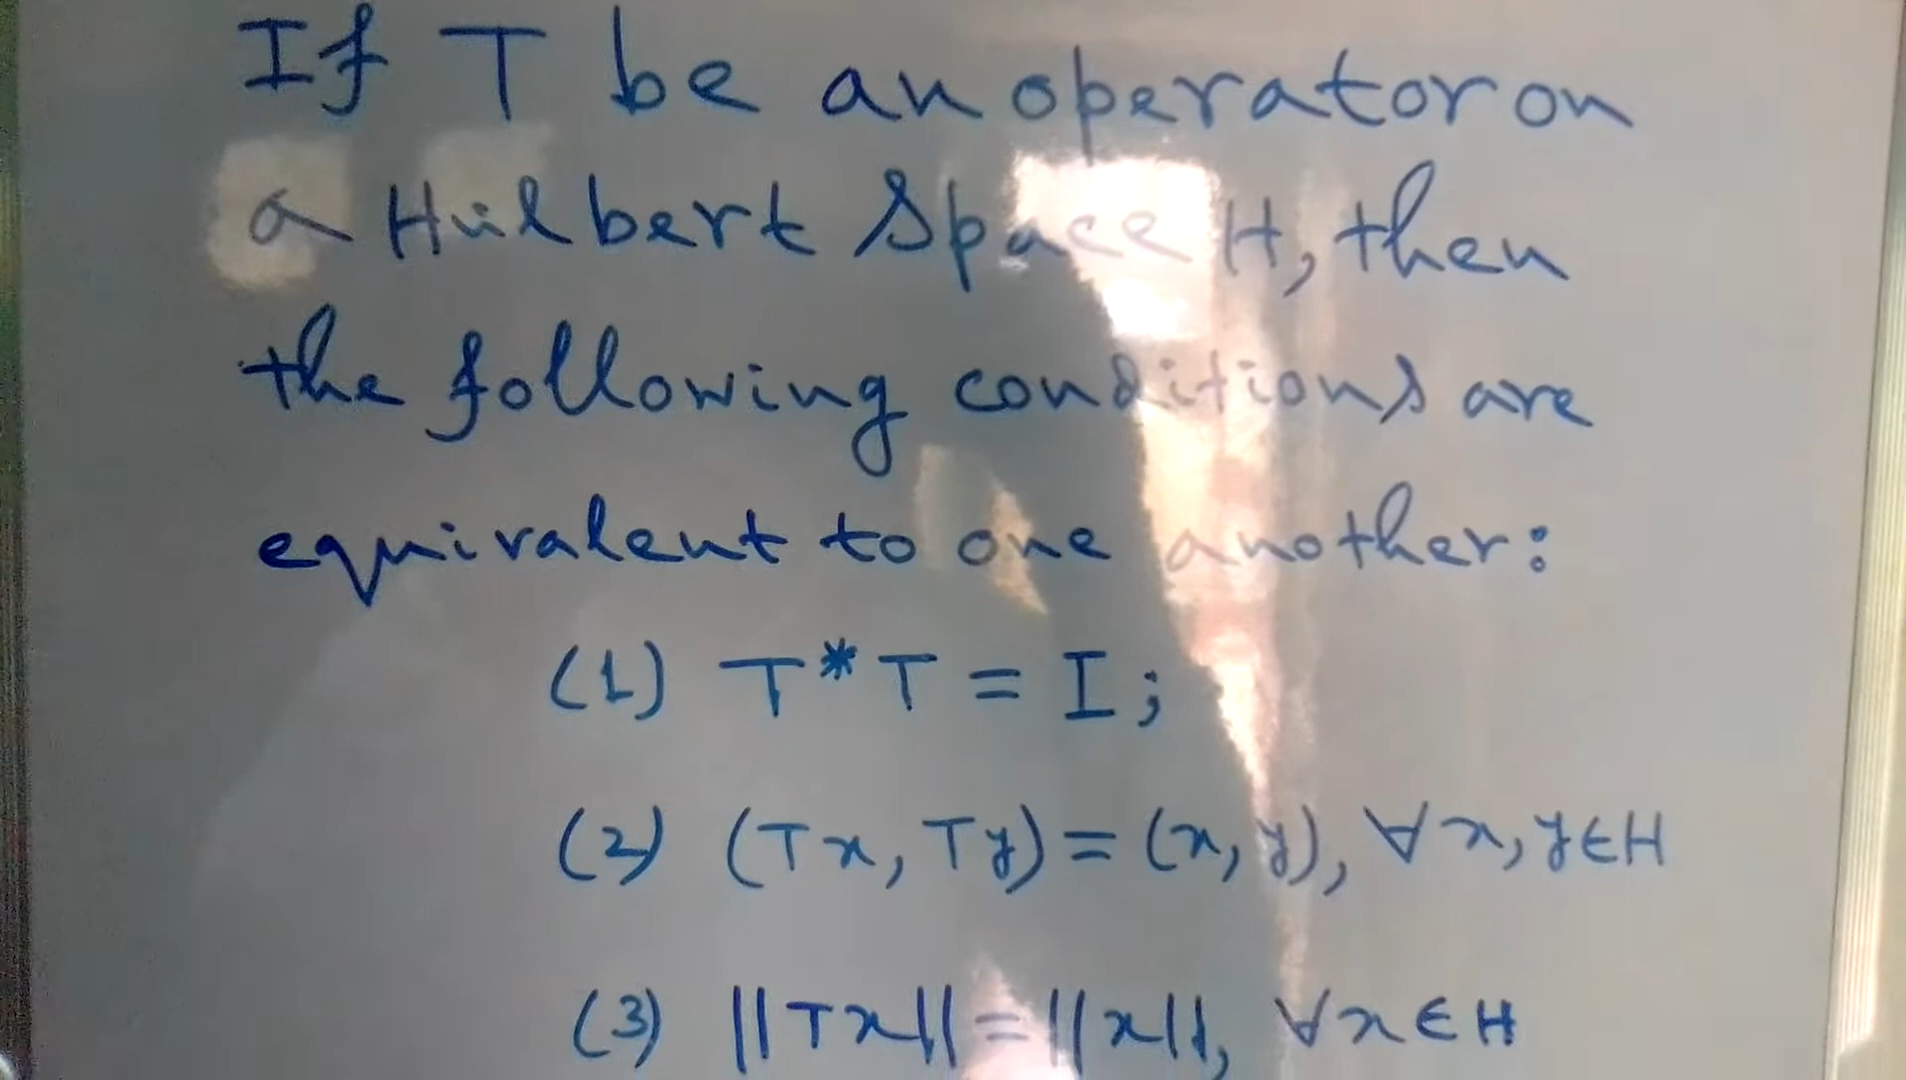 If T be an operator on
a Hilbert Space H, then
the following conditions are
equivalent to one another:
(1) T*T = I;
(2) (Tx, Ty) = (x, y), ∀x, y∈H
(3) ||Tx|| = ||x||, ∀x∈H